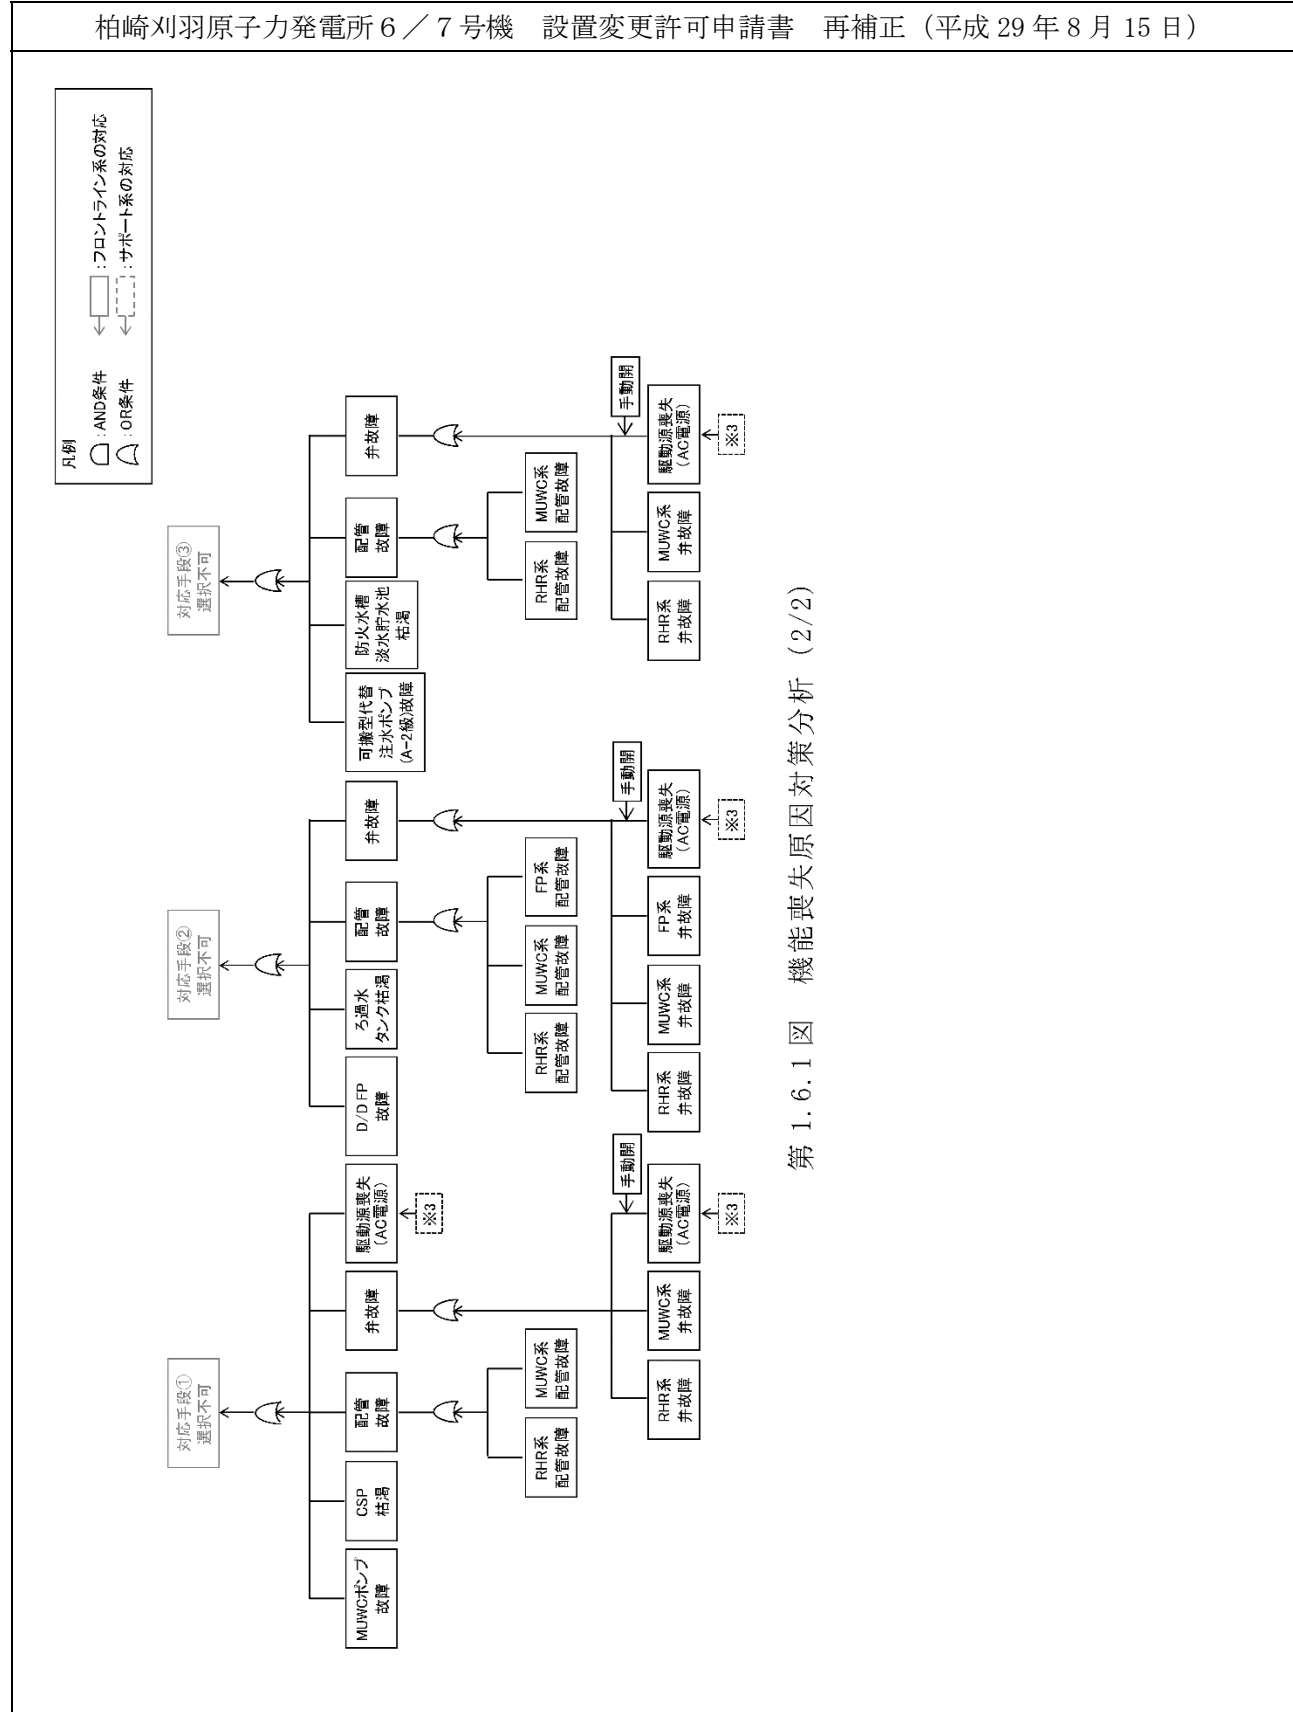 柏崎刈羽原子力発電所６／７号機　設置変更許可申請書　再補正（平成 29 年 8 月 15 日）
凡例
：AND条件
：フロントライン系の対応
：OR条件
：サポート系の対応
対応手段①
選択不可
MUWCポンプ
故障
CSP
枯渇
配管
故障
弁故障
駆動源喪失
（AC電源）
※3
RHR系
配管故障
MUWC系
配管故障
手動開
RHR系
弁故障
MUWC系
弁故障
駆動源喪失
（AC電源）
※3
対応手段②
選択不可
D/D FP
故障
ろ過水
タンク枯渇
配管
故障
弁故障
RHR系
配管故障
MUWC系
配管故障
FP系
配管故障
手動開
RHR系
弁故障
MUWC系
弁故障
FP系
弁故障
駆動源喪失
（AC電源）
※3
対応手段③
選択不可
可搬型代替
注水ポンプ
(A-2級)故障
防火水槽
淡水貯水池
枯渇
配管
故障
弁故障
RHR系
配管故障
MUWC系
配管故障
手動開
RHR系
弁故障
MUWC系
弁故障
駆動源喪失
（AC電源）
※3
第 1.6.1 図　機能喪失原因対策分析（2/2）